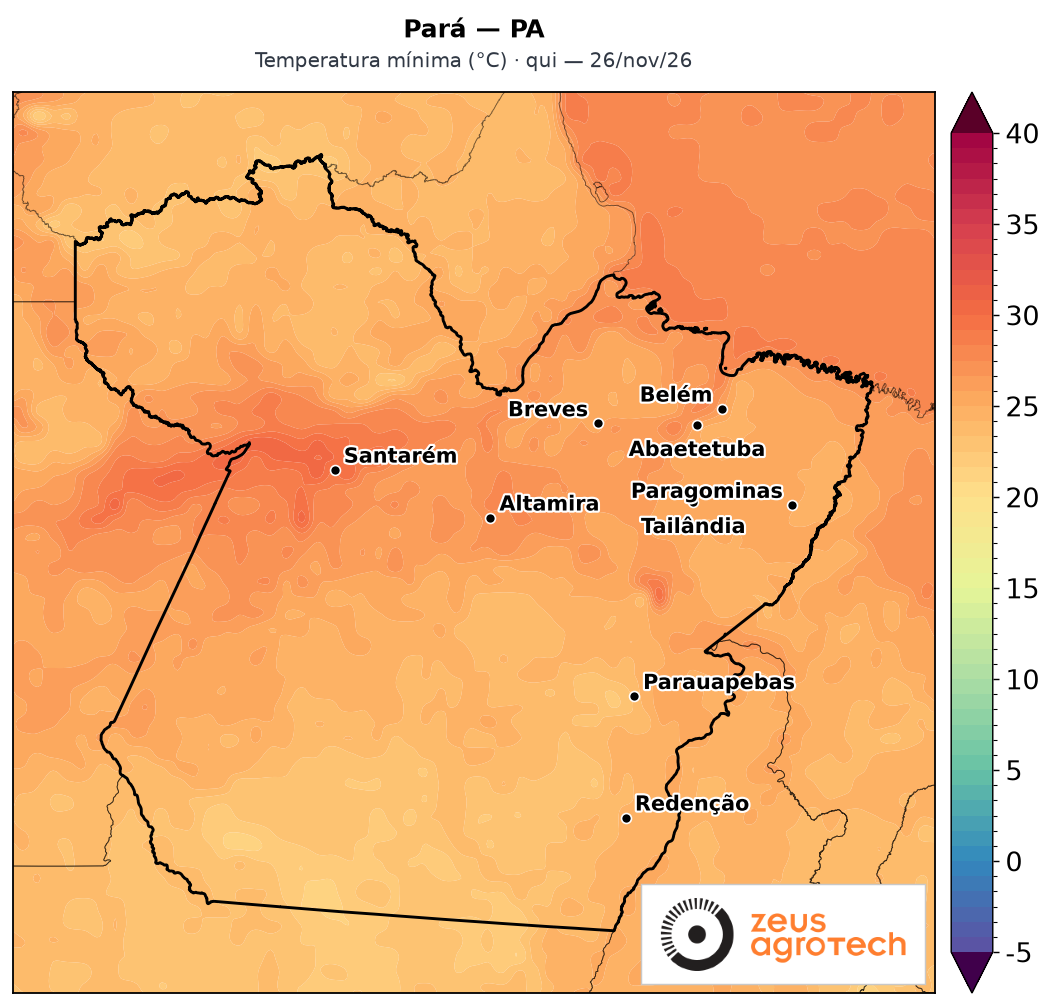 Pará — PA
Temperatura mínima (°C) · qui — 26/nov/26
40
35
30
25
20
15
10
5
0
-5
Belém
Breves
Abaetetuba
Santarém
Paragominas
Altamira
Tailândia
Parauapebas
Redenção
zeus
agrotech